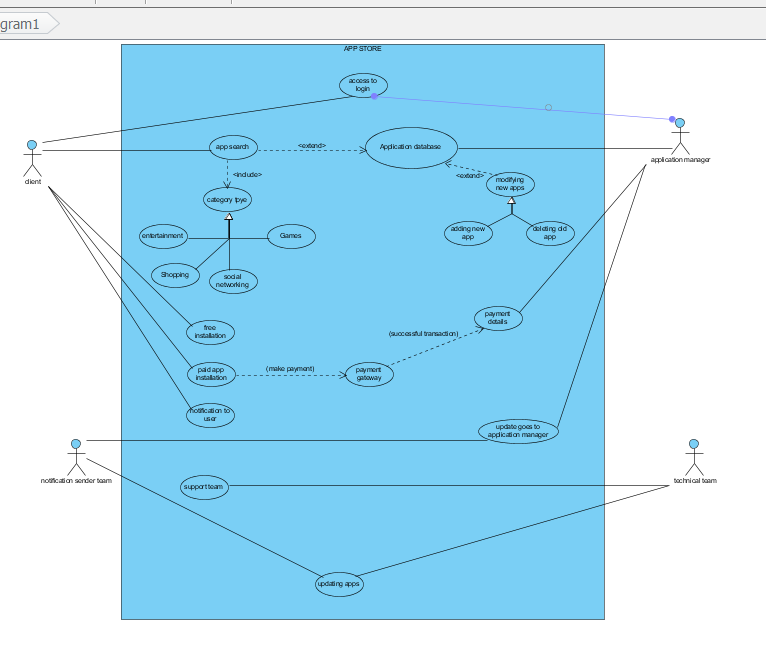 gram1
APP STORE
access to
login
app search
<extend>
Application database
application manager
client
<include>
<extend>
modifying
new apps
category tpye
entertainment
Games
adding new
app
deleting old
app
Shopping
social
networking
free
installation
payment
details
(successful transaction)
paid app
installation
(make payment)
payment
gateway
notification to
user
update goes to
application manager
notification sender team
support team
technical team
updating apps